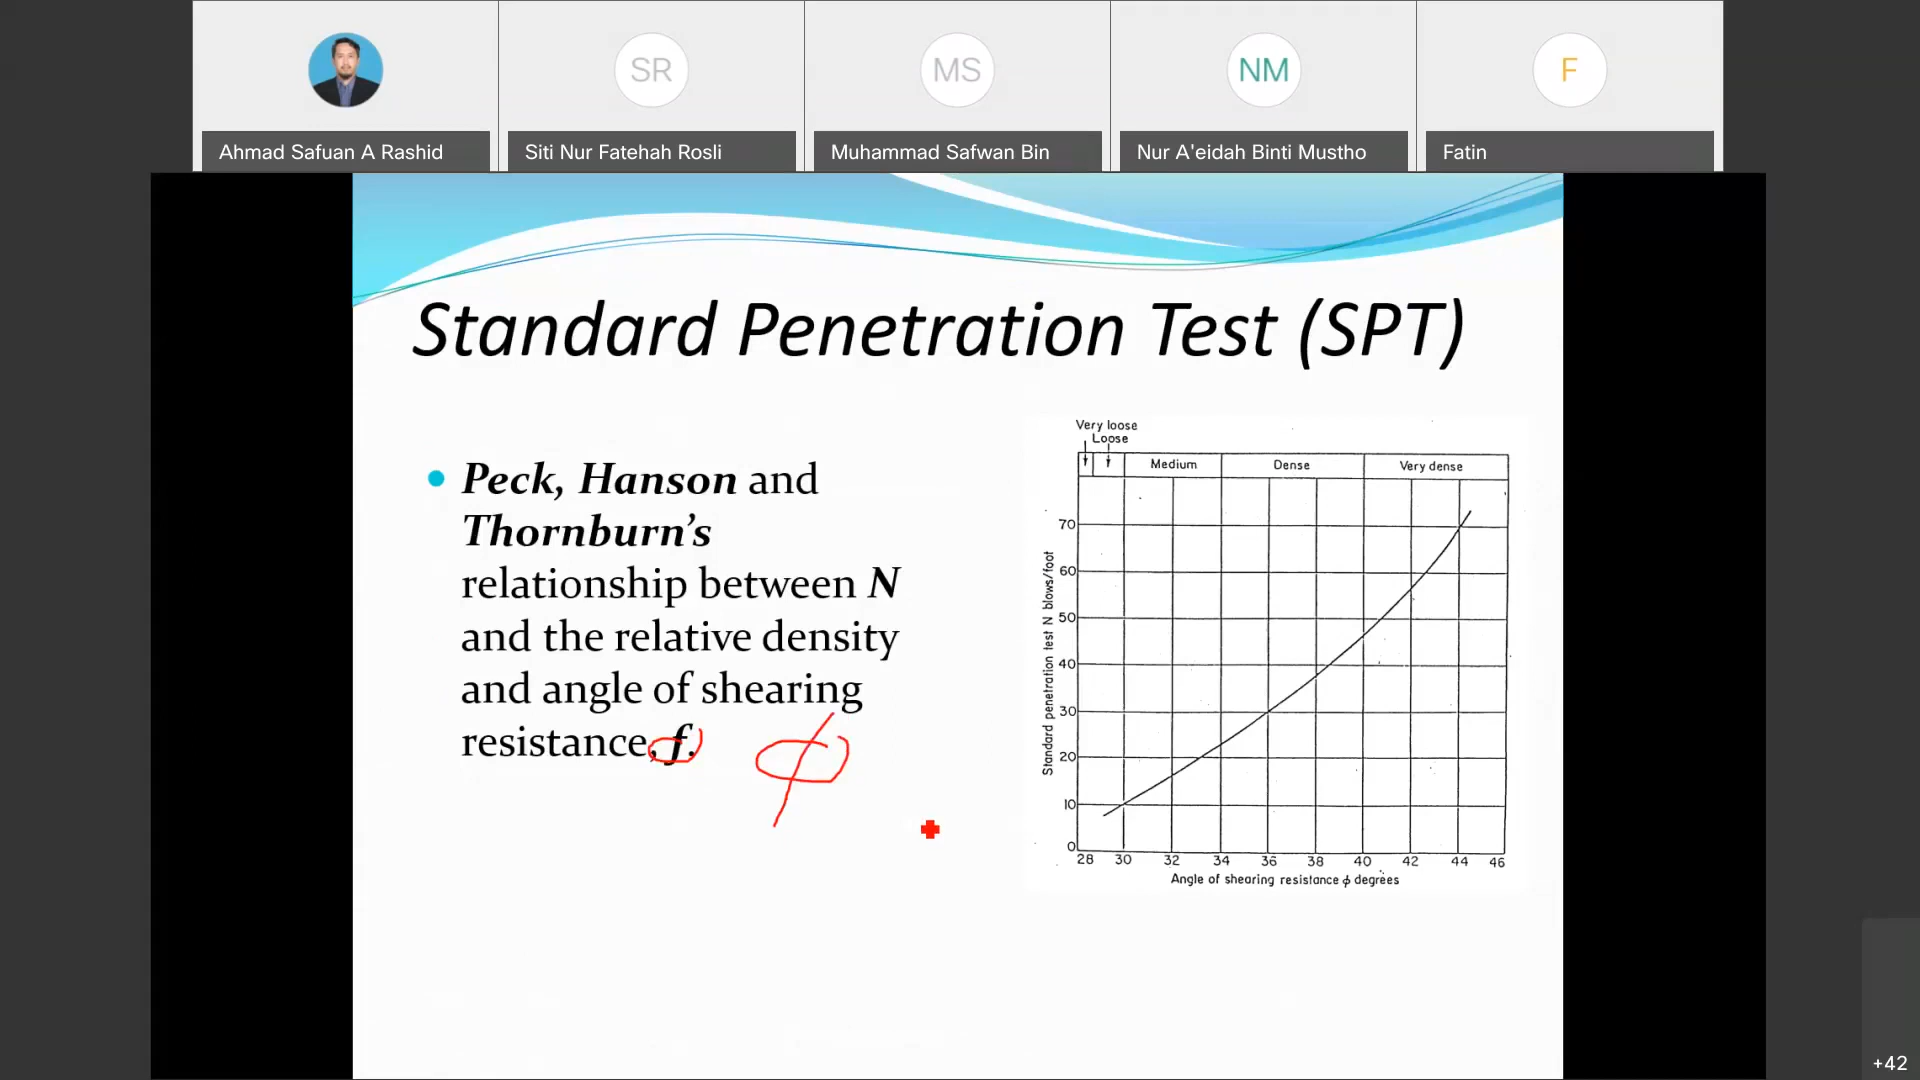 SR
MS
NM
F
Ahmad Safuan A Rashid
Siti Nur Fatehah Rosli
Muhammad Safwan Bin
Nur A'eidah Binti Mustho
Fatin
Standard Penetration Test (SPT)
Peck, Hanson and
Thornburn’s
relationship between N
and the relative density
and angle of shearing
resistance, f.
ϕ
Very loose
Loose
Medium
Dense
Very dense
Standard penetration test N blows/foot
70
60
50
40
30
20
10
0
28 30 32 34 36 38 40 42 44 46
Angle of shearing resistance ϕ degrees
+42